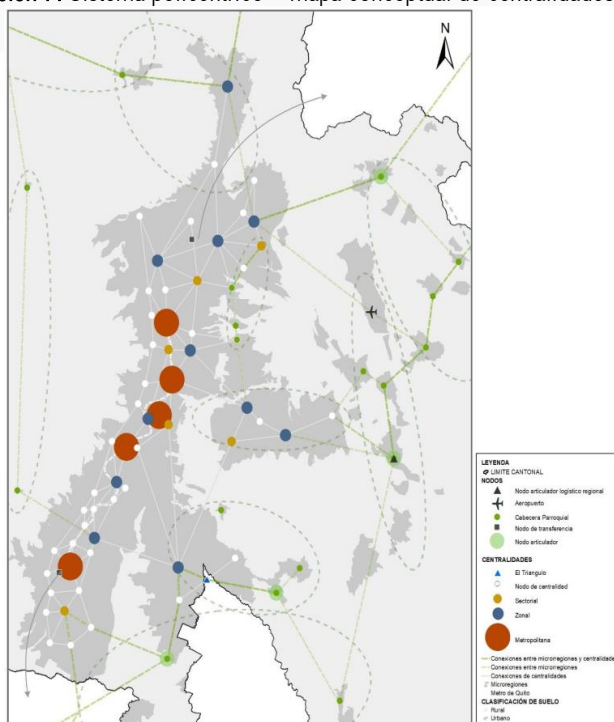 Sistema policéntrico – mapa conceptual de centralidades
N
LEYENDA
LIMITE CANTONAL
NODOS
Nodo articulador logístico regional
Aeropuerto
Cabecera Parroquial
Nodo de transferencia
Nodo articulador
CENTRALIDADES
El Triangulo
Nodo de centralidad
Sectorial
Zonal
Metropolitana
Conexiones entre microregiones y centralidades
Conexiones entre microregiones
Conexiones de centralidades
Microregiones
Metro de Quito
CLASIFICACIÓN DE SUELO
Rural
Urbano